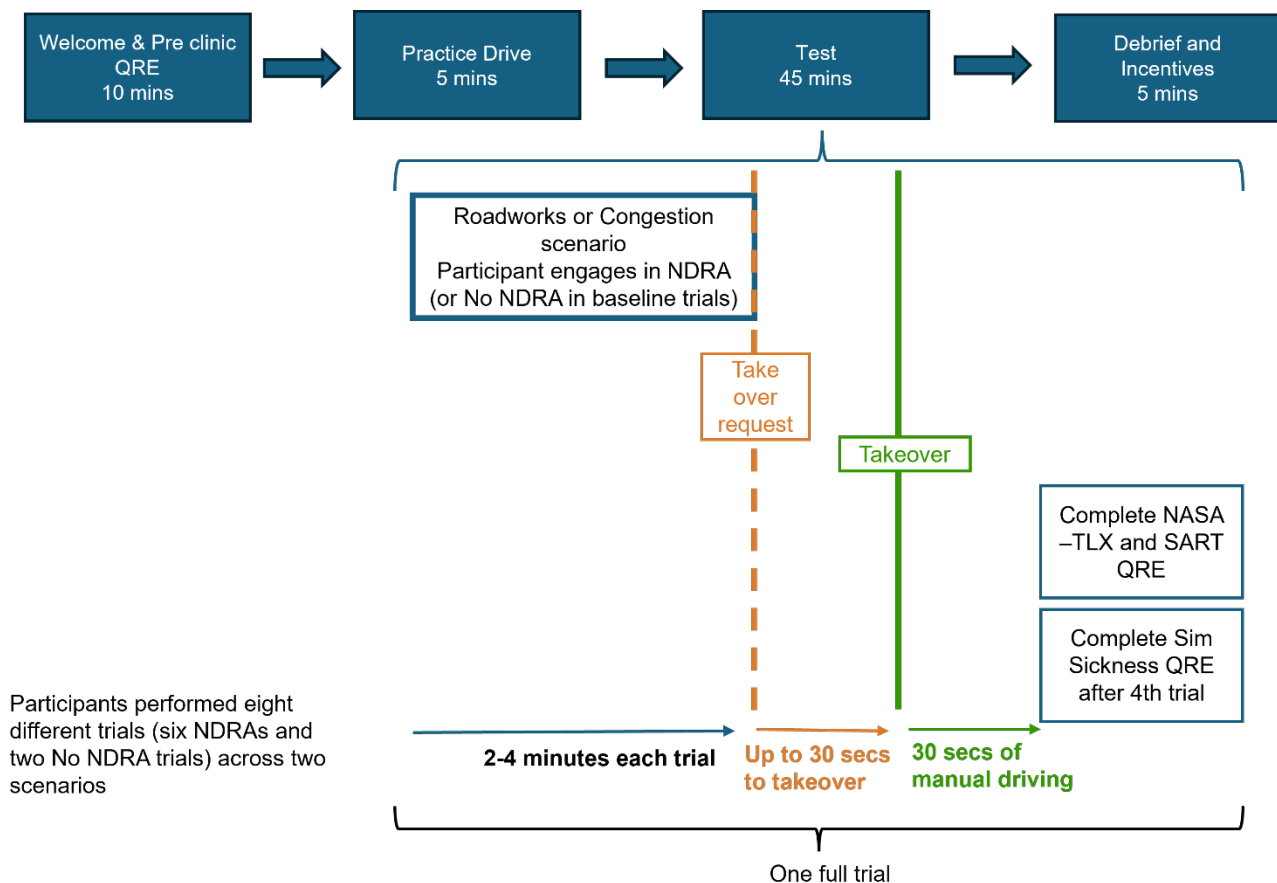 Welcome & Pre clinic
QRE
10 mins
Practice Drive
5 mins
Test
45 mins
Debrief and
Incentives
5 mins
Roadworks or Congestion
scenario
Participant engages in NDRA
(or No NDRA in baseline trials)
Take
over
request
Takeover
Complete NASA
–TLX and SART
QRE
Complete Sim
Sickness QRE
after 4th trial
Participants performed eight
different trials (six NDRAs and
two No NDRA trials) across two
scenarios
2-4 minutes each trial
Up to 30 secs
to takeover
30 secs of
manual driving
One full trial